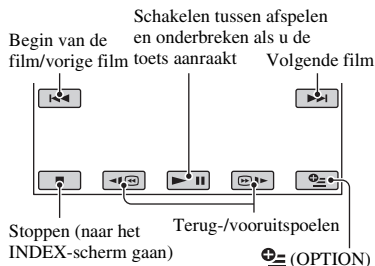 Schakelen tussen afspelen
en onderbreken als u de
toets aanraakt
Begin van de
film/vorige film
Volgende film
Stoppen (naar het
INDEX-scherm gaan)
Terug-/vooruitspoelen
(OPTION)